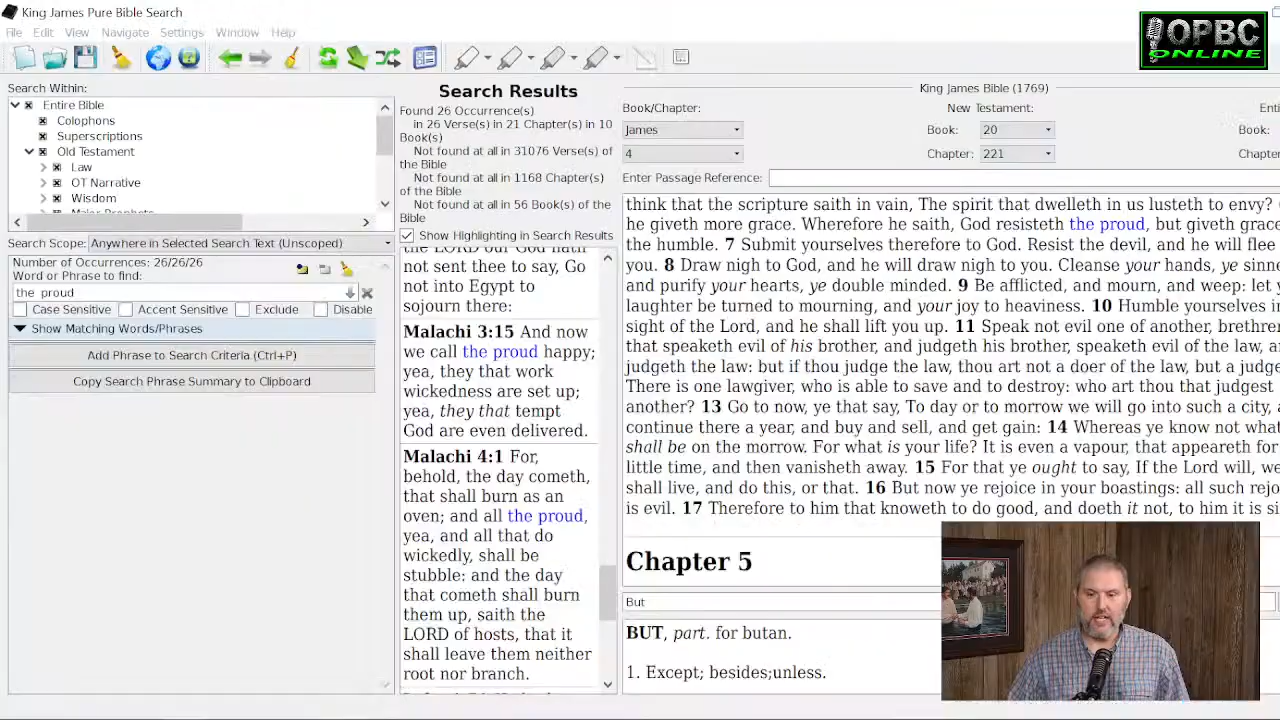 King James Pure Bible Search
File Edit View Navigate Settings Window Help
OPBC
ONLINE
Search Within:
Entire Bible
Colophons
Superscriptions
Old Testament
Law
OT Narrative
Wisdom
Search Scope: Anywhere in Selected Search Text (Unscoped)
Number of Occurrences: 26/26/26
Word or Phrase to find:
the proud
Case Sensitive Accent Sensitive Exclude Disable
Show Matching Words/Phrases
Add Phrase to Search Criteria (Ctrl+P)
Copy Search Phrase Summary to Clipboard
Search Results
Found 26 Occurrence(s)
in 26 Verse(s) in 21 Chapter(s) in 10
Book(s)
Not found at all in 31076 Verse(s) of
the Bible
Not found at all in 1168 Chapter(s)
of the Bible
Not found at all in 56 Book(s) of the
Bible
Show Highlighting in Search Results
the LORD our God hath
not sent thee to say, Go
not into Egypt to
sojourn there:
Malachi 3:15 And now
we call the proud happy;
yea, they that work
wickedness are set up;
yea, they that tempt
God are even delivered.
Malachi 4:1 For,
behold, the day cometh,
that shall burn as an
oven; and all the proud,
yea, and all that do
wickedly, shall be
stubble: and the day
that cometh shall burn
them up, saith the
LORD of hosts, that it
shall leave them neither
root nor branch.
King James Bible (1769)
Book/Chapter: New Testament:
James Book: 20 Book:
4 Chapter: 221 Chapter
Enter Passage Reference:
think that the scripture saith in vain, The spirit that dwelleth in us lusteth to envy?
he giveth more grace. Wherefore he saith, God resisteth the proud, but giveth grace
the humble. 7 Submit yourselves therefore to God. Resist the devil, and he will flee
you. 8 Draw nigh to God, and he will draw nigh to you. Cleanse your hands, ye
and purify your hearts, ye double minded. 9 Be afflicted, and mourn, and weep: let
laughter be turned to mourning, and your joy to heaviness. 10 Humble yourselves
sight of the Lord, and he shall lift you up. 11 Speak not evil one of another,
that speaketh evil of his brother, and judgeth his brother, speaketh evil of the law,
judgeth the law: but if thou judge the law, thou art not a doer of the law, but a
There is one lawgiver, who is able to save and to destroy: who art thou that judgest
another? 13 Go to now, ye that say, To day or to morrow we will go into such a city,
continue there a year, and buy and sell, and get gain: 14 Whereas ye know not what
shall be on the morrow. For what is your life? It is even a vapour, that appeareth for
little time, and then vanisheth away. 15 For that ye ought to say, If the Lord will,
shall live, and do this, or that. 16 But now ye rejoice in your boastings: all such
is evil. 17 Therefore to him that knoweth to do good, and doeth it not, to him it is
Chapter 5
But
BUT, part. for butan.
1. Except; besides;unless.